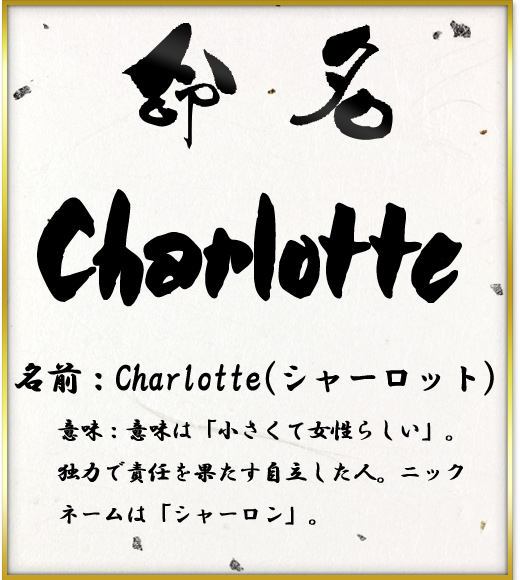 命名
Charlotte
名前：Charlotte(シャーロット)
意味：意味は「小さくて女性らしい」。
独力で責任を果たす自立した人。ニック
ネームは「シャーロン」。